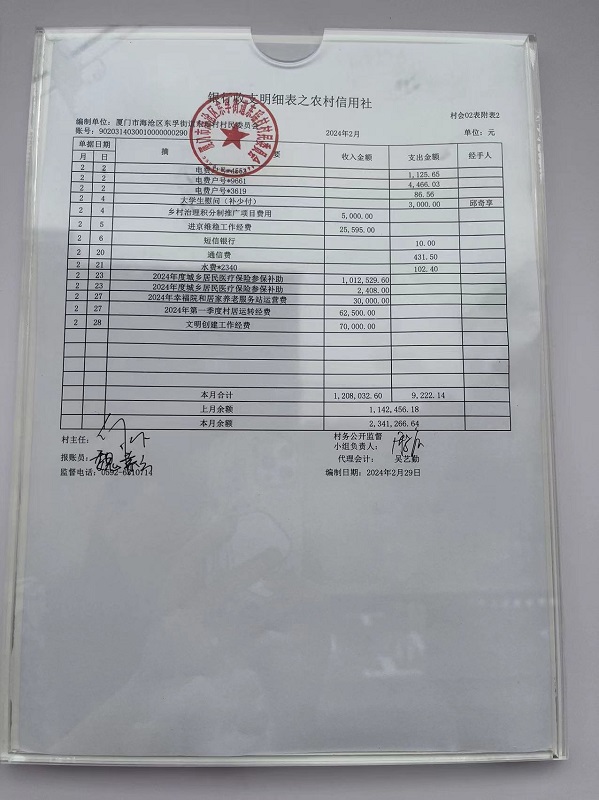 银行收支明细表之农村信用社
村会02表附表2
编制单位：厦门市海沧区东孚街道 村村民委员会
账号：9020314030010000000290 2024年2月 单位：元
单据日期 摘 要 收入金额 支出金额 经手人
月 日
2 2 电费户号*4553 1,125.65
2 2 电费户号*9661 4,466.03
2 2 电费户号*3619 86.56
2 4 大学生慰问（补少付） 3,000.00 邱奇享
2 4 乡村治理积分制推广项目费用 5,000.00
2 5 进京维稳工作经费 25,595.00
2 6 短信银行 10.00
2 20 通信费 431.50
2 21 水费*2340 102.40
2 23 2024年度城乡居民医疗保险参保补助 1,012,529.60
2 23 2024年度城乡居民医疗保险参保补助 2,408.00
2 27 2024年幸福院和居家养老服务站运营费 30,000.00
2 27 2024年第一季度村居运转经费 62,500.00
2 28 文明创建工作经费 70,000.00
本月合计 1,208,032.60 9,222.14
上月余额 1,142,456.18
本月余额 2,341,266.64
村主任： 村务公开监督
小组负责人：
报账员： 代理会计： 吴艺勤
监督电话：0592-6310714 编制日期：2024年2月29日